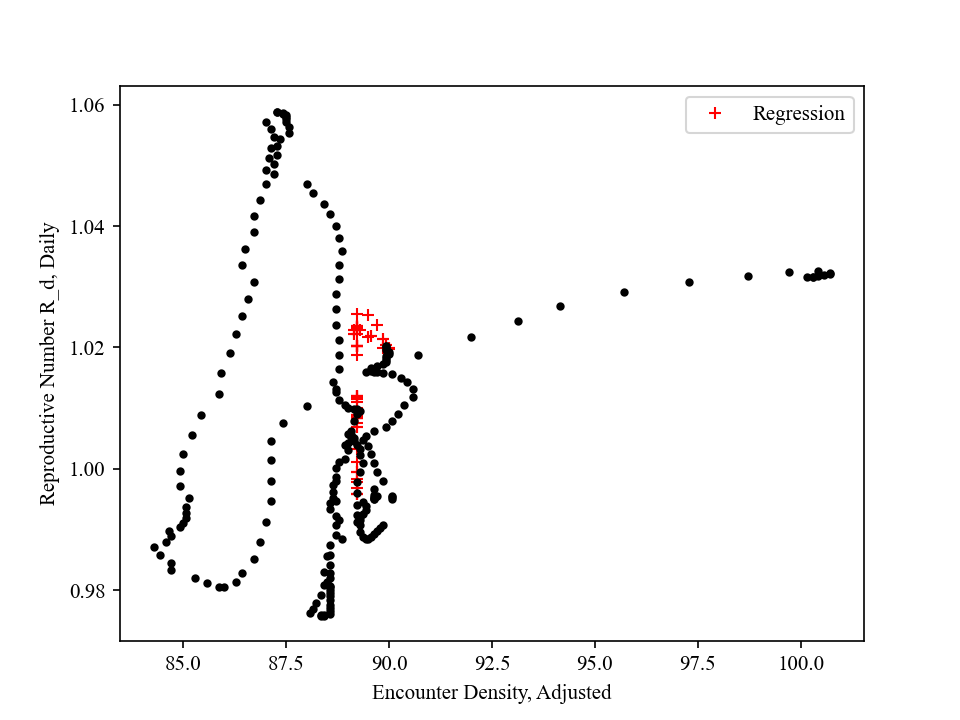 Regression
Reproductive Number R_d, Daily
1.06
1.04
1.02
1.00
0.98
85.0 87.5 90.0 92.5 95.0 97.5 100.0
Encounter Density, Adjusted